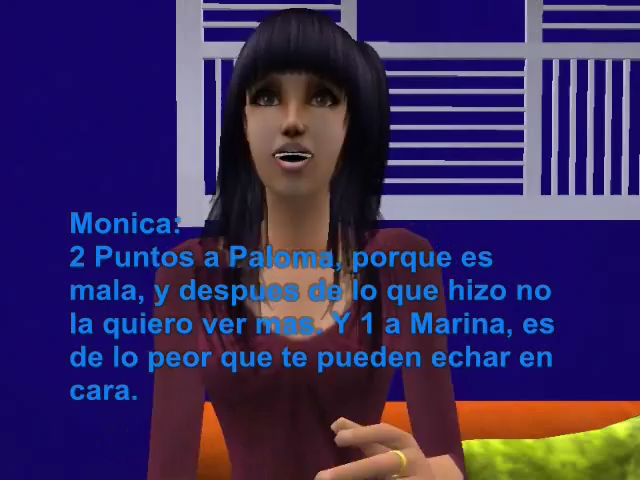 Monica:
2 Puntos a Paloma, porque es
mala, y despues de lo que hizo no
la quiero ver mas. Y 1 a Marina, es
de lo peor que te pueden echar en
cara.